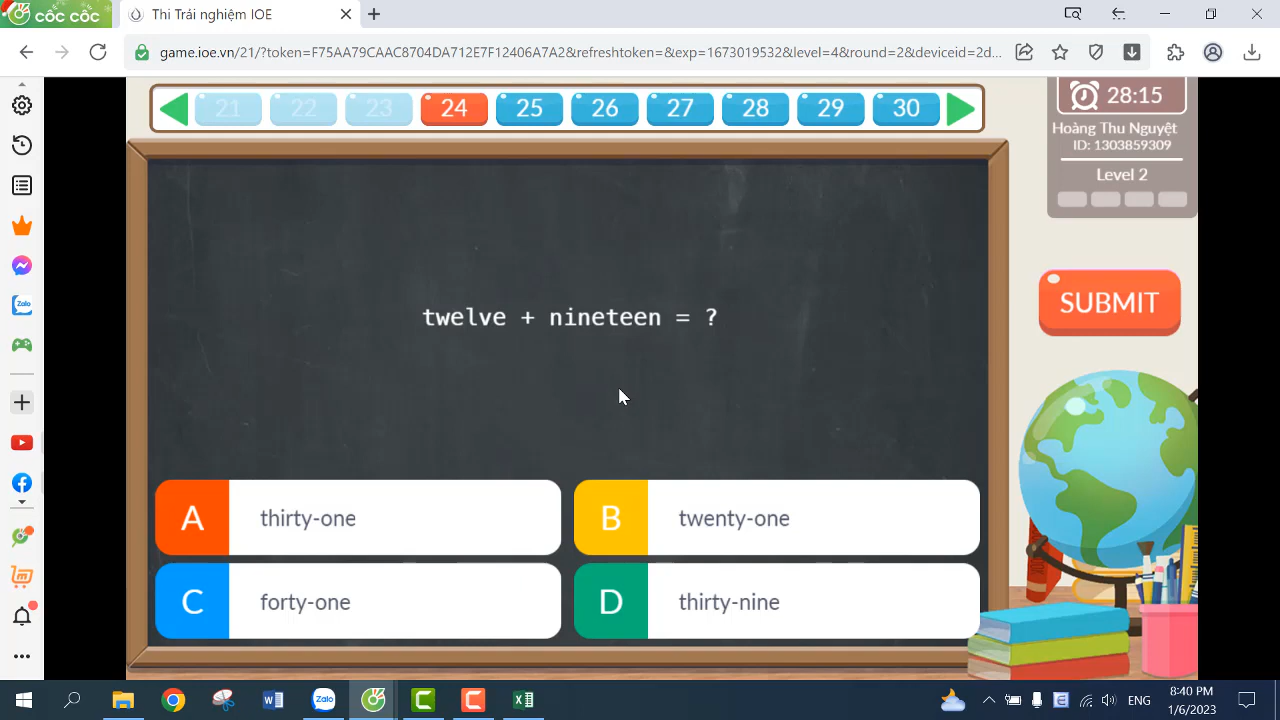 cốc cốc
Thi Trải nghiệm IOE
game.ioe.vn/21/?token=F75AA79CAAC8704DA712E7F12406A7A2&refreshtoken=&exp=1673019532&level=4&round=2&deviceid=2d...
21 22 23 24 25 26 27 28 29 30
28:15
Hoàng Thu Nguyệt
ID: 1303859309
Level 2
SUBMIT
twelve + nineteen = ?
A thirty-one
B twenty-one
C forty-one
D thirty-nine
Zalo
W
Zalo
C
C
X
E
ENG
8:40 PM
1/6/2023